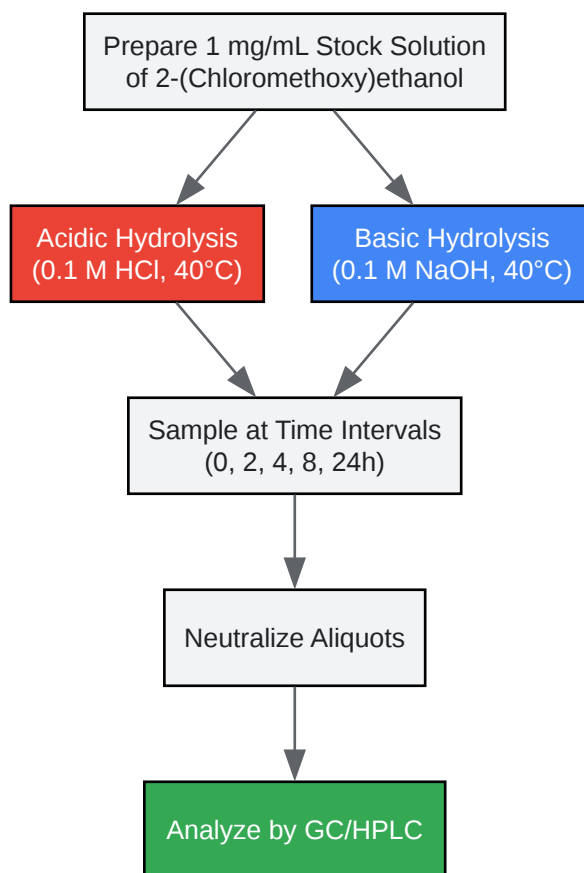 Prepare 1 mg/mL Stock Solution
of 2-(Chloromethoxy)ethanol
Acidic Hydrolysis
(0.1 M HCl, 40°C)
Basic Hydrolysis
(0.1 M NaOH, 40°C)
Sample at Time Intervals
(0, 2, 4, 8, 24h)
Neutralize Aliquots
Analyze by GC/HPLC